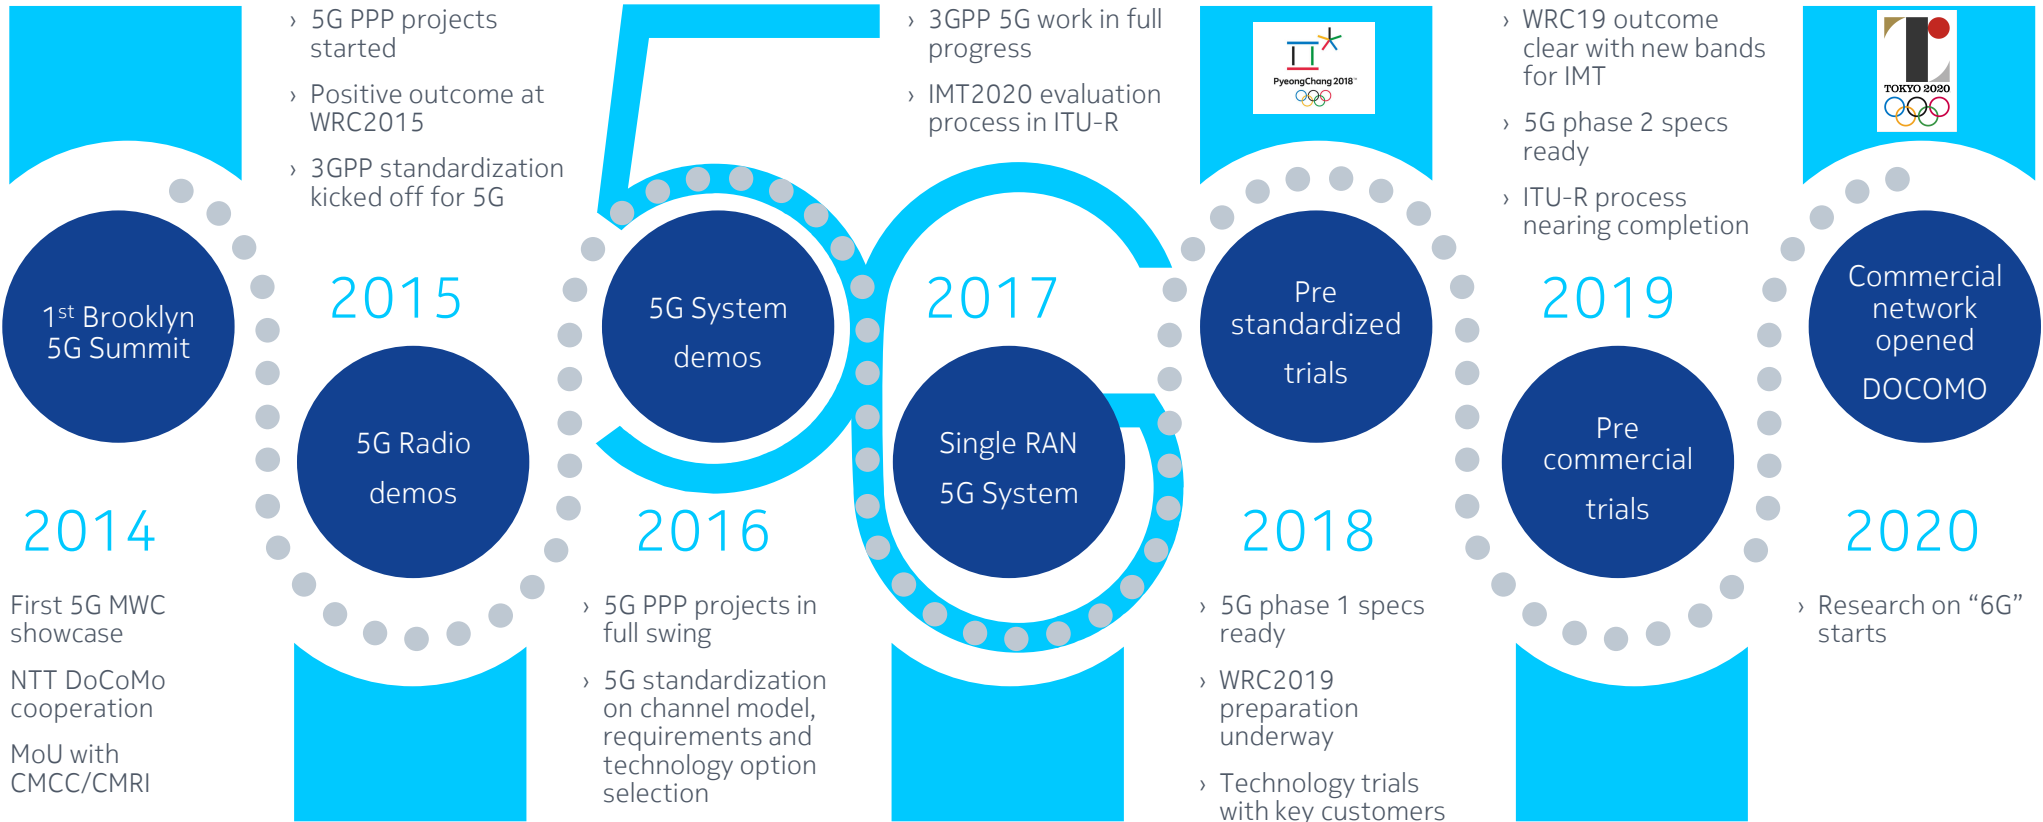 1st Brooklyn
5G Summit
2014
First 5G MWC
showcase
NTT DoCoMo
cooperation
MoU with
CMCC/CMRI
› 5G PPP projects
started
› Positive outcome at
WRC2015
› 3GPP standardization
kicked off for 5G
2015
5G Radio
demos
5G
5G System
demos
2016
› 5G PPP projects in
full swing
› 5G standardization
on channel model,
requirements and
technology option
selection
› 3GPP 5G work in full
progress
› IMT2020 evaluation
process in ITU-R
2017
Single RAN
5G System
PyeongChang 2018™
Pre
standardized
trials
2018
› 5G phase 1 specs
ready
› WRC2019
preparation
underway
› Technology trials
with key customers
› WRC19 outcome
clear with new bands
for IMT
› 5G phase 2 specs
ready
› ITU-R process
nearing completion
2019
Pre
commercial
trials
TOKYO 2020
Commercial
network
opened
DOCOMO
2020
› Research on “6G”
starts